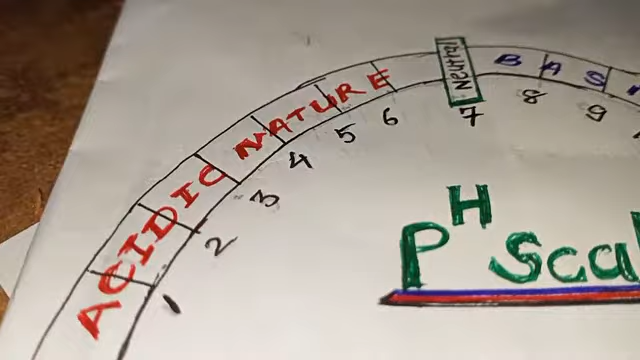 ACIDIC NATURE
Neutral
BAS
1 2 3 4 5 6 7 8 9
PH Scal